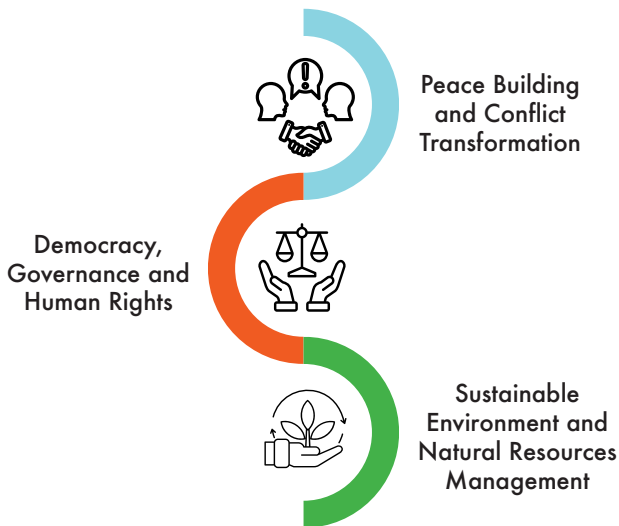 Peace Building
and Conflict
Transformation
Democracy,
Governance and
Human Rights
Sustainable
Environment and
Natural Resources
Management